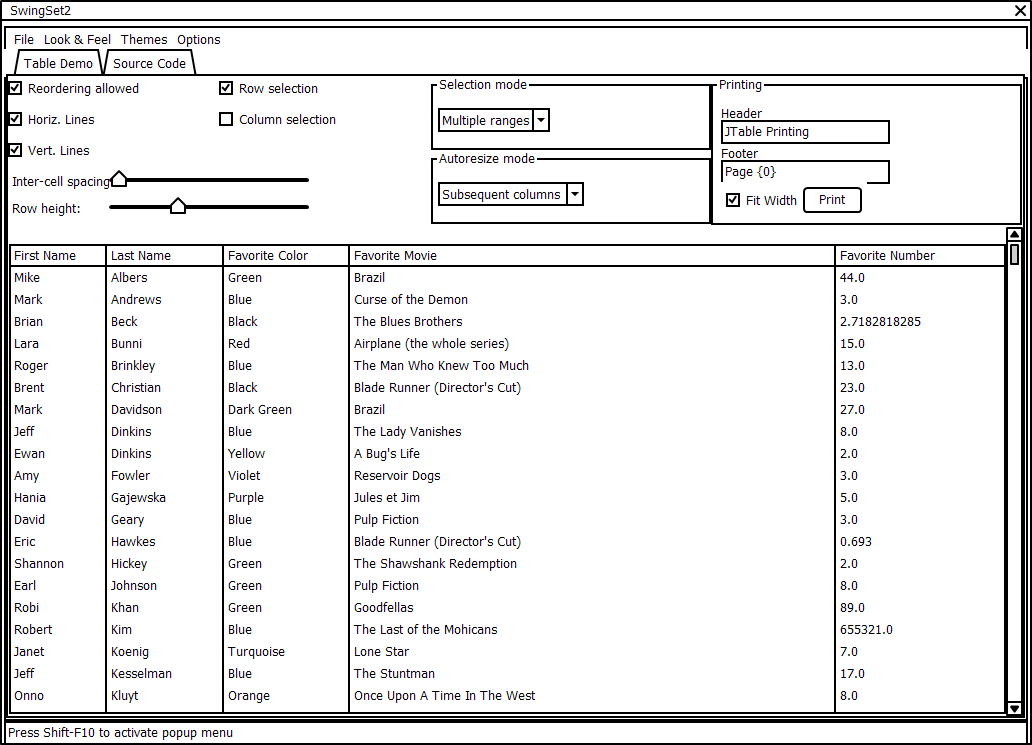 SwingSet2
File Look & Feel Themes Options
Table Demo Source Code
Reordering allowed Row selection
Horiz. Lines Column selection
Vert. Lines
Inter-cell spacing
Row height:
Selection mode
Multiple ranges
Autoresize mode
Subsequent columns
Printing
Header
JTable Printing
Footer
Page {0}
Fit Width Print
First Name Last Name Favorite Color Favorite Movie Favorite Number
Mike Albers Green Brazil 44.0
Mark Andrews Blue Curse of the Demon 3.0
Brian Beck Black The Blues Brothers 2.7182818285
Lara Bunni Red Airplane (the whole series) 15.0
Roger Brinkley Blue The Man Who Knew Too Much 13.0
Brent Christian Black Blade Runner (Director's Cut) 23.0
Mark Davidson Dark Green Brazil 27.0
Jeff Dinkins Blue The Lady Vanishes 8.0
Ewan Dinkins Yellow A Bug's Life 2.0
Amy Fowler Violet Reservoir Dogs 3.0
Hania Gajewska Purple Jules et Jim 5.0
David Geary Blue Pulp Fiction 3.0
Eric Hawkes Blue Blade Runner (Director's Cut) 0.693
Shannon Hickey Green The Shawshank Redemption 2.0
Earl Johnson Green Pulp Fiction 8.0
Robi Khan Green Goodfellas 89.0
Robert Kim Blue The Last of the Mohicans 655321.0
Janet Koenig Turquoise Lone Star 7.0
Jeff Kesselman Blue The Stuntman 17.0
Onno Kluyt Orange Once Upon A Time In The West 8.0
Press Shift-F10 to activate popup menu